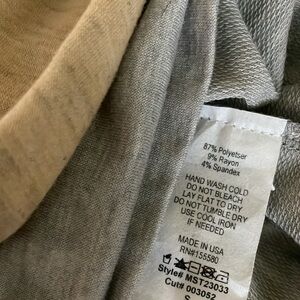 87% Polyetser
9% Rayon
4% Spandex
HAND WASH COLD
DO NOT BLEACH
LAY FLAT TO DRY
DO NOT TUMBLE DRY
USE COOL IRON
IF NEEDED
MADE IN USA
RN#155580
Style# MST23033
Cut# 003052